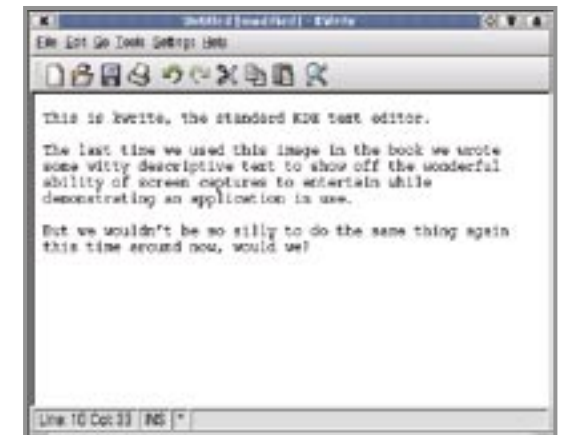 Untitled [modified] - KWrite
File Edit Go Tools Settings Help
This is kwrite, the standard KDE text editor.
The last time we used this image in the book we wrote
some witty descriptive text to show off the wonderful
ability of screen captures to entertain while
demonstrating an application in use.
But we wouldn't be so silly to do the same thing again
this time around now, would we?
Line: 10 Col: 33 INS *